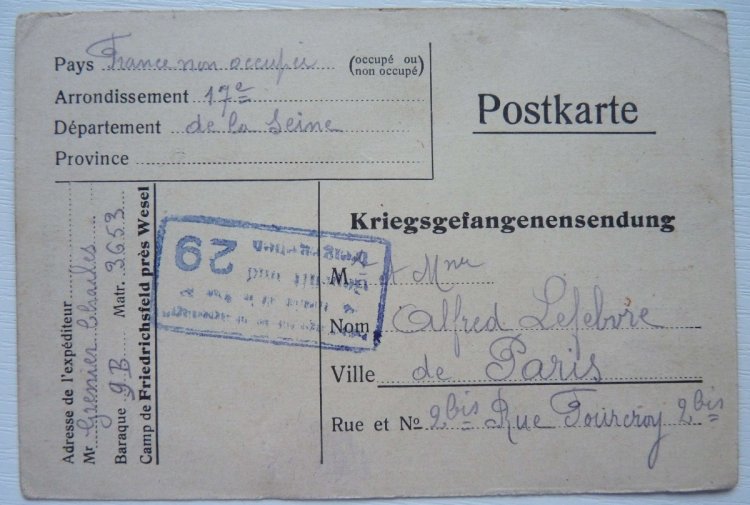 Pays France non occupée (occupé ou non occupé)
Arrondissement 17e
Département de la Seine
Province
Postkarte
Kriegsgefangenensendung
M et Mme
Nom Alfred Lefebvre
Ville de Paris
Rue et No 2bis Rue Fourcroy 2bis
Adresse de l'expéditeur
Mr Grenier Charles
Baraque 9B Matr. 3653
Camp de Friedrichsfeld près Wesel
29